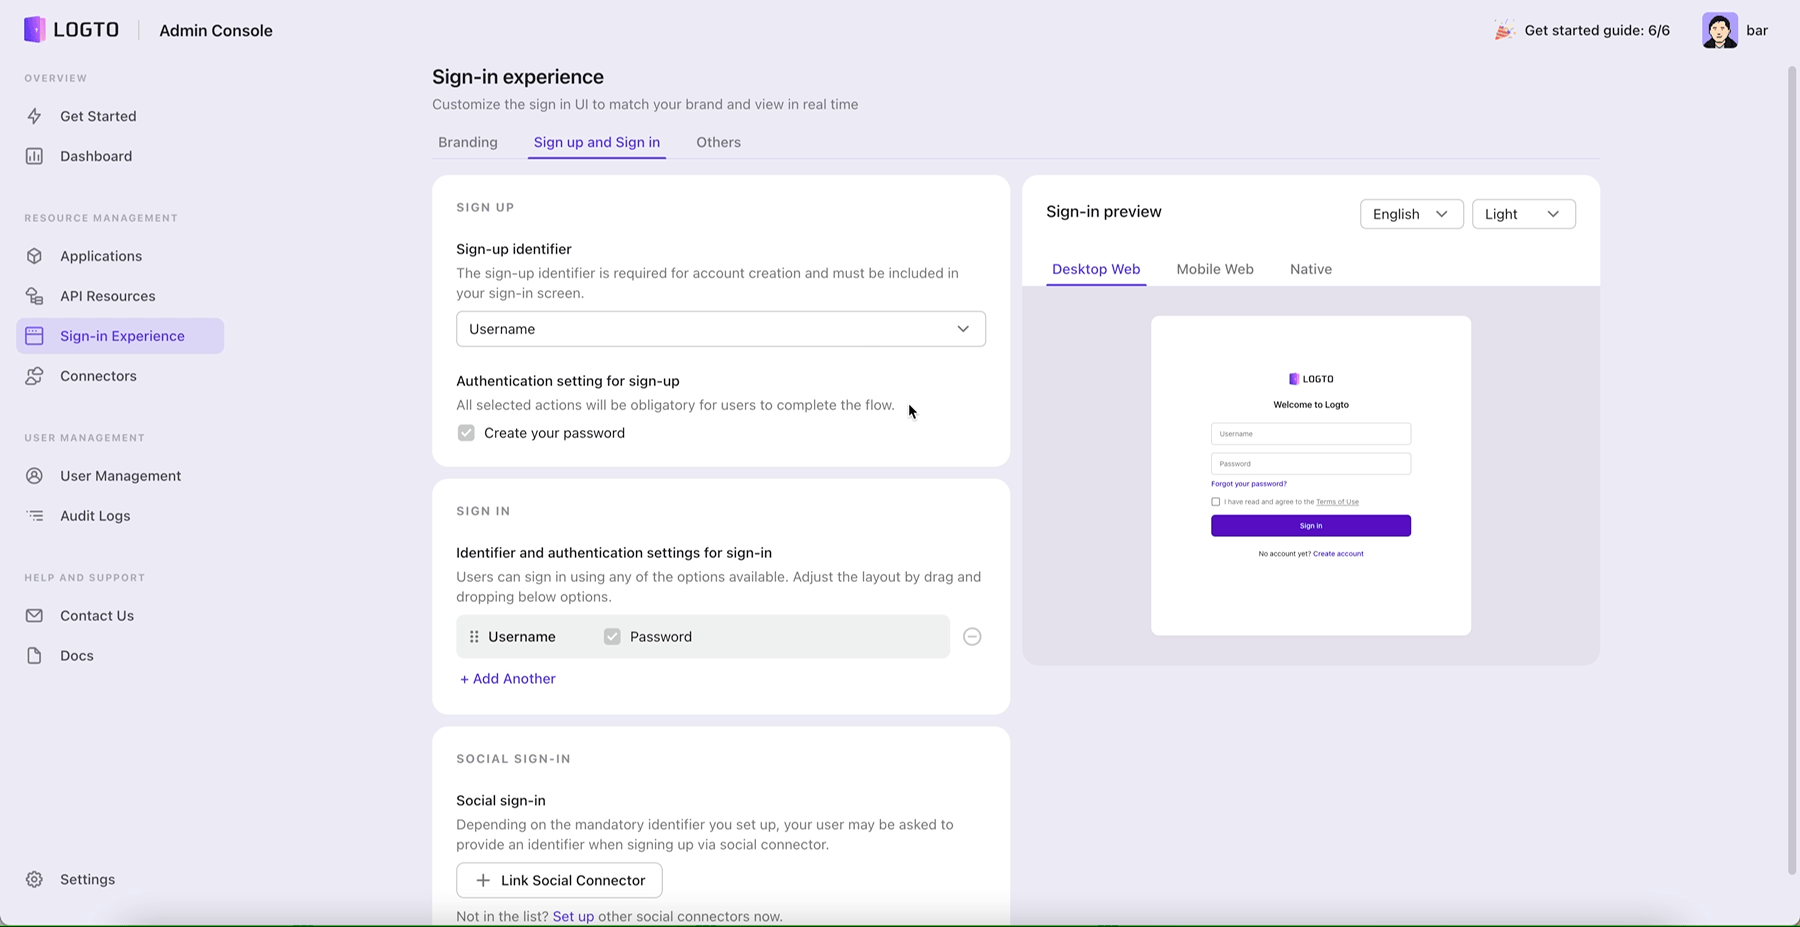 LOGTO
Admin Console
Get started guide: 6/6
bar
OVERVIEW
Get Started
Dashboard
RESOURCE MANAGEMENT
Applications
API Resources
Sign-in Experience
Connectors
USER MANAGEMENT
User Management
Audit Logs
HELP AND SUPPORT
Contact Us
Docs
Settings
Sign-in experience
Customize the sign in UI to match your brand and view in real time
Branding
Sign up and Sign in
Others
SIGN UP
Sign-up identifier
The sign-up identifier is required for account creation and must be included in
your sign-in screen.
Username
Authentication setting for sign-up
All selected actions will be obligatory for users to complete the flow.
Create your password
SIGN IN
Identifier and authentication settings for sign-in
Users can sign in using any of the options available. Adjust the layout by drag and
dropping below options.
Username
Password
+ Add Another
SOCIAL SIGN-IN
Social sign-in
Depending on the mandatory identifier you set up, your user may be asked to
provide an identifier when signing up via social connector.
Link Social Connector
Not in the list? Set up other social connectors now.
Sign-in preview
English
Light
Desktop Web
Mobile Web
Native
LOGTO
Welcome to Logto
Username
Password
Forgot your password?
I have read and agree to the Terms of Use
Sign in
No account yet? Create account